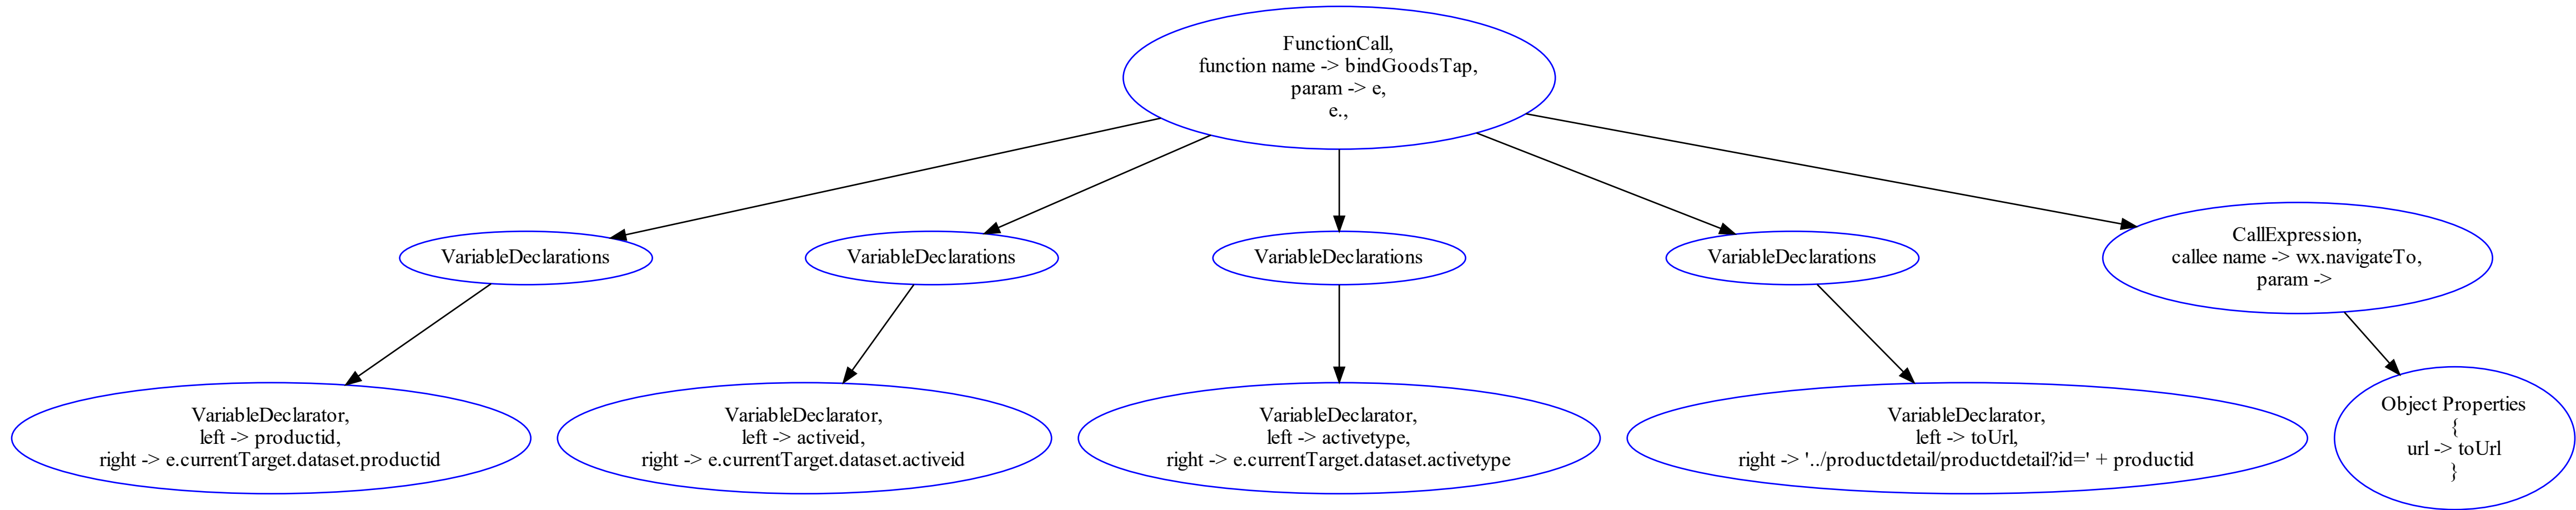 FunctionCall,
function name -> bindGoodsTap,
param -> e,
e.,
VariableDeclarations
VariableDeclarations
VariableDeclarations
VariableDeclarations
CallExpression,
callee name -> wx.navigateTo,
param ->
VariableDeclarator,
left -> productid,
right -> e.currentTarget.dataset.productid
VariableDeclarator,
left -> activeid,
right -> e.currentTarget.dataset.activeid
VariableDeclarator,
left -> activetype,
right -> e.currentTarget.dataset.activetype
VariableDeclarator,
left -> toUrl,
right -> '../productdetail/productdetail?id=' + productid
Object Properties
{
url -> toUrl
}